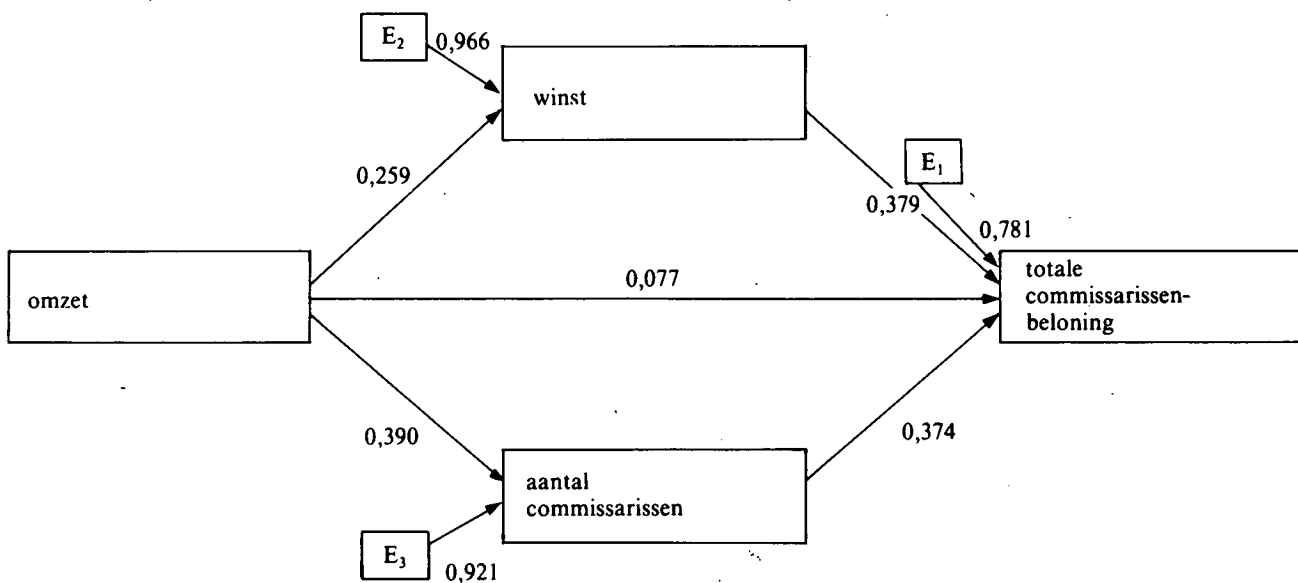 E₂
0,966
winst
E₁
0,259
0,379
0,781
omzet
0,077
totale
commissarissen-
beloning
0,390
0,374
aantal
commissarissen
E₃
0,921